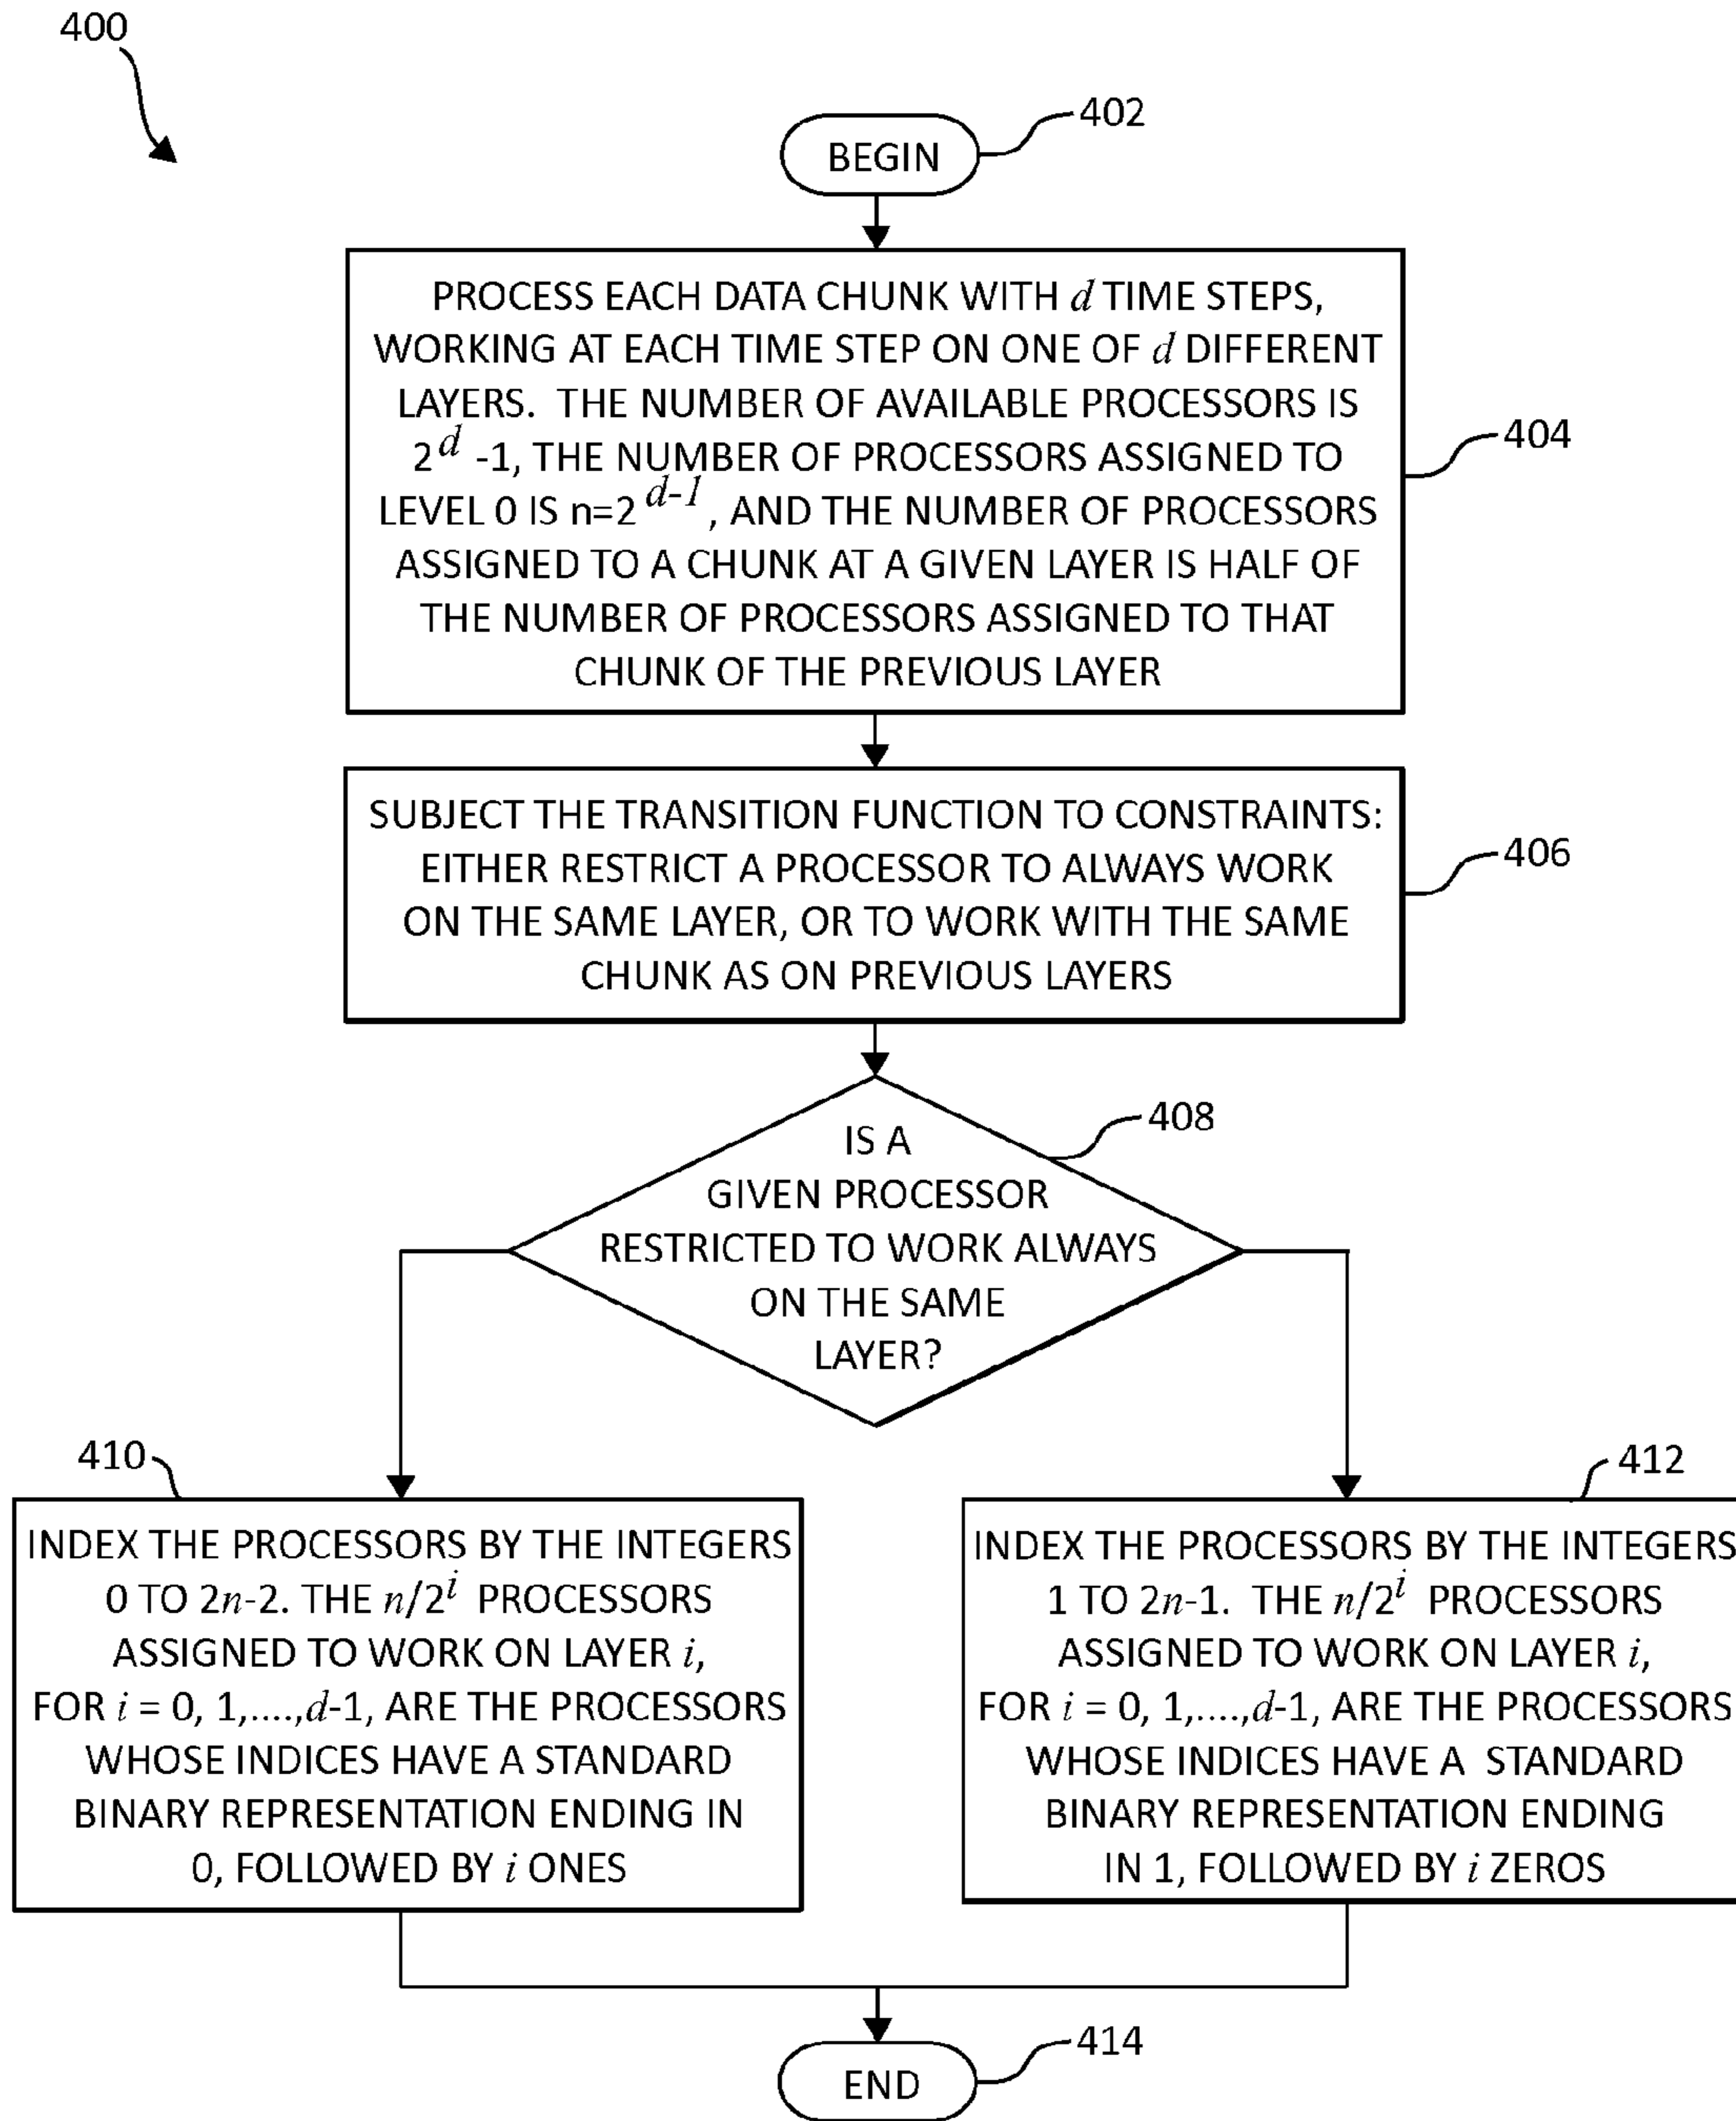 400
402
BEGIN
PROCESS EACH DATA CHUNK WITH d TIME STEPS,
WORKING AT EACH TIME STEP ON ONE OF d DIFFERENT
LAYERS. THE NUMBER OF AVAILABLE PROCESSORS IS
2^d -1, THE NUMBER OF PROCESSORS ASSIGNED TO
LEVEL 0 IS n=2^{d-1}, AND THE NUMBER OF PROCESSORS
ASSIGNED TO A CHUNK AT A GIVEN LAYER IS HALF OF
THE NUMBER OF PROCESSORS ASSIGNED TO THAT
CHUNK OF THE PREVIOUS LAYER
404
SUBJECT THE TRANSITION FUNCTION TO CONSTRAINTS:
EITHER RESTRICT A PROCESSOR TO ALWAYS WORK
ON THE SAME LAYER, OR TO WORK WITH THE SAME
CHUNK AS ON PREVIOUS LAYERS
406
408
IS A
GIVEN PROCESSOR
RESTRICTED TO WORK ALWAYS
ON THE SAME
LAYER?
410
INDEX THE PROCESSORS BY THE INTEGERS
0 TO 2n-2. THE n/2^i PROCESSORS
ASSIGNED TO WORK ON LAYER i,
FOR i = 0, 1,....,d-1, ARE THE PROCESSORS
WHOSE INDICES HAVE A STANDARD
BINARY REPRESENTATION ENDING IN
0, FOLLOWED BY i ONES
412
INDEX THE PROCESSORS BY THE INTEGERS
1 TO 2n-1. THE n/2^i PROCESSORS
ASSIGNED TO WORK ON LAYER i,
FOR i = 0, 1,....,d-1, ARE THE PROCESSORS
WHOSE INDICES HAVE A STANDARD
BINARY REPRESENTATION ENDING
IN 1, FOLLOWED BY i ZEROS
414
END